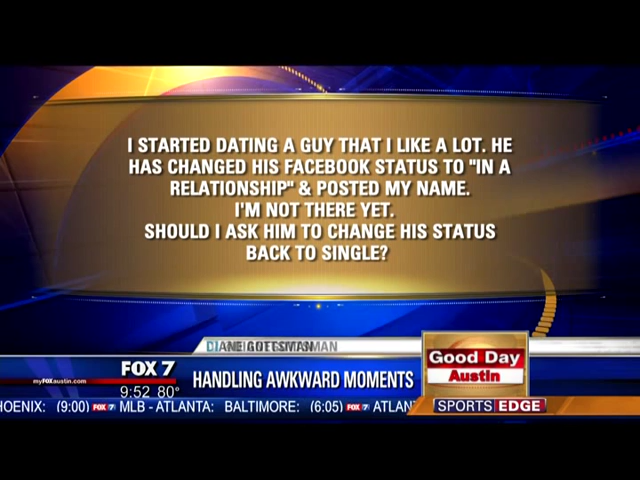 I STARTED DATING A GUY THAT I LIKE A LOT. HE
HAS CHANGED HIS FACEBOOK STATUS TO "IN A
RELATIONSHIP" & POSTED MY NAME.
I'M NOT THERE YET.
SHOULD I ASK HIM TO CHANGE HIS STATUS
BACK TO SINGLE?
DIANE GOTTSMAN
FOX 7
HANDLING AWKWARD MOMENTS
Good Day
Austin
myFOXaustin.com
9:52 80°
HOENIX: (9:00) FOX 7 MLB - ATLANTA: BALTIMORE: (6:05) FOX 7 ATLAN
SPORTS EDGE